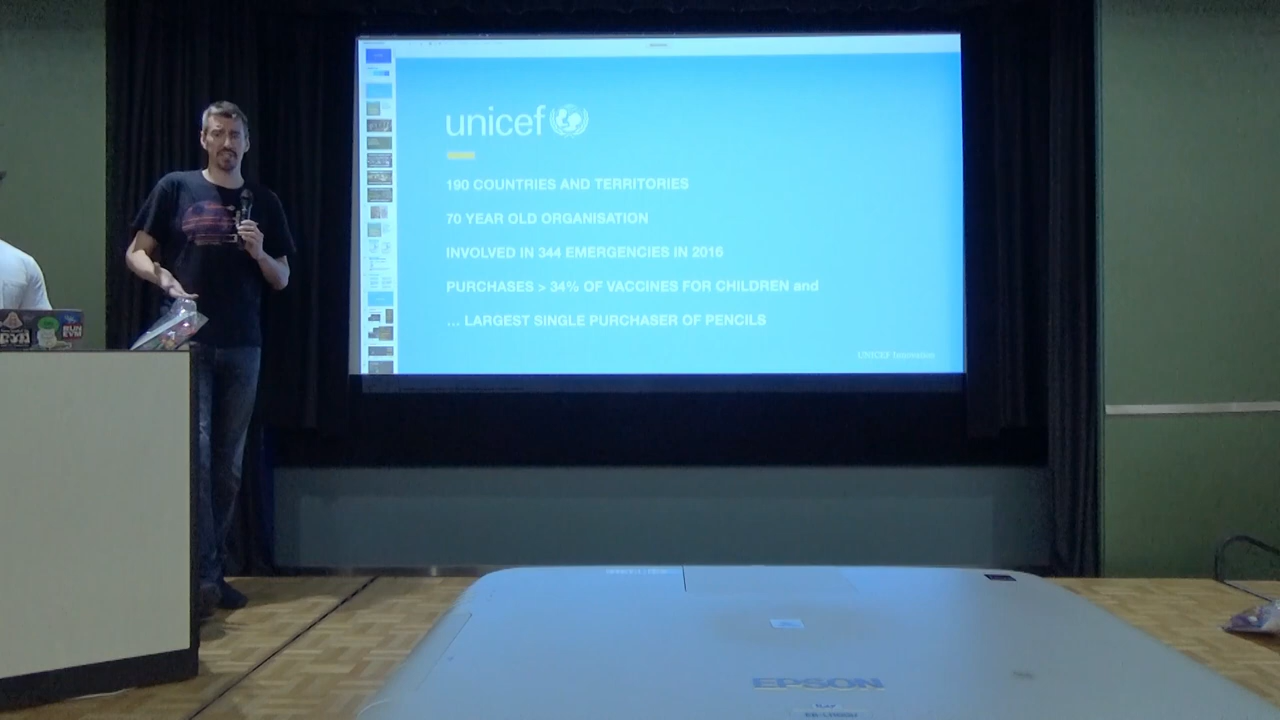 unicef
190 COUNTRIES AND TERRITORIES
70 YEAR OLD ORGANISATION
INVOLVED IN 344 EMERGENCIES IN 2016
PURCHASES > 34% OF VACCINES FOR CHILDREN and
... LARGEST SINGLE PURCHASER OF PENCILS
UNICEF Innovation
EPSON